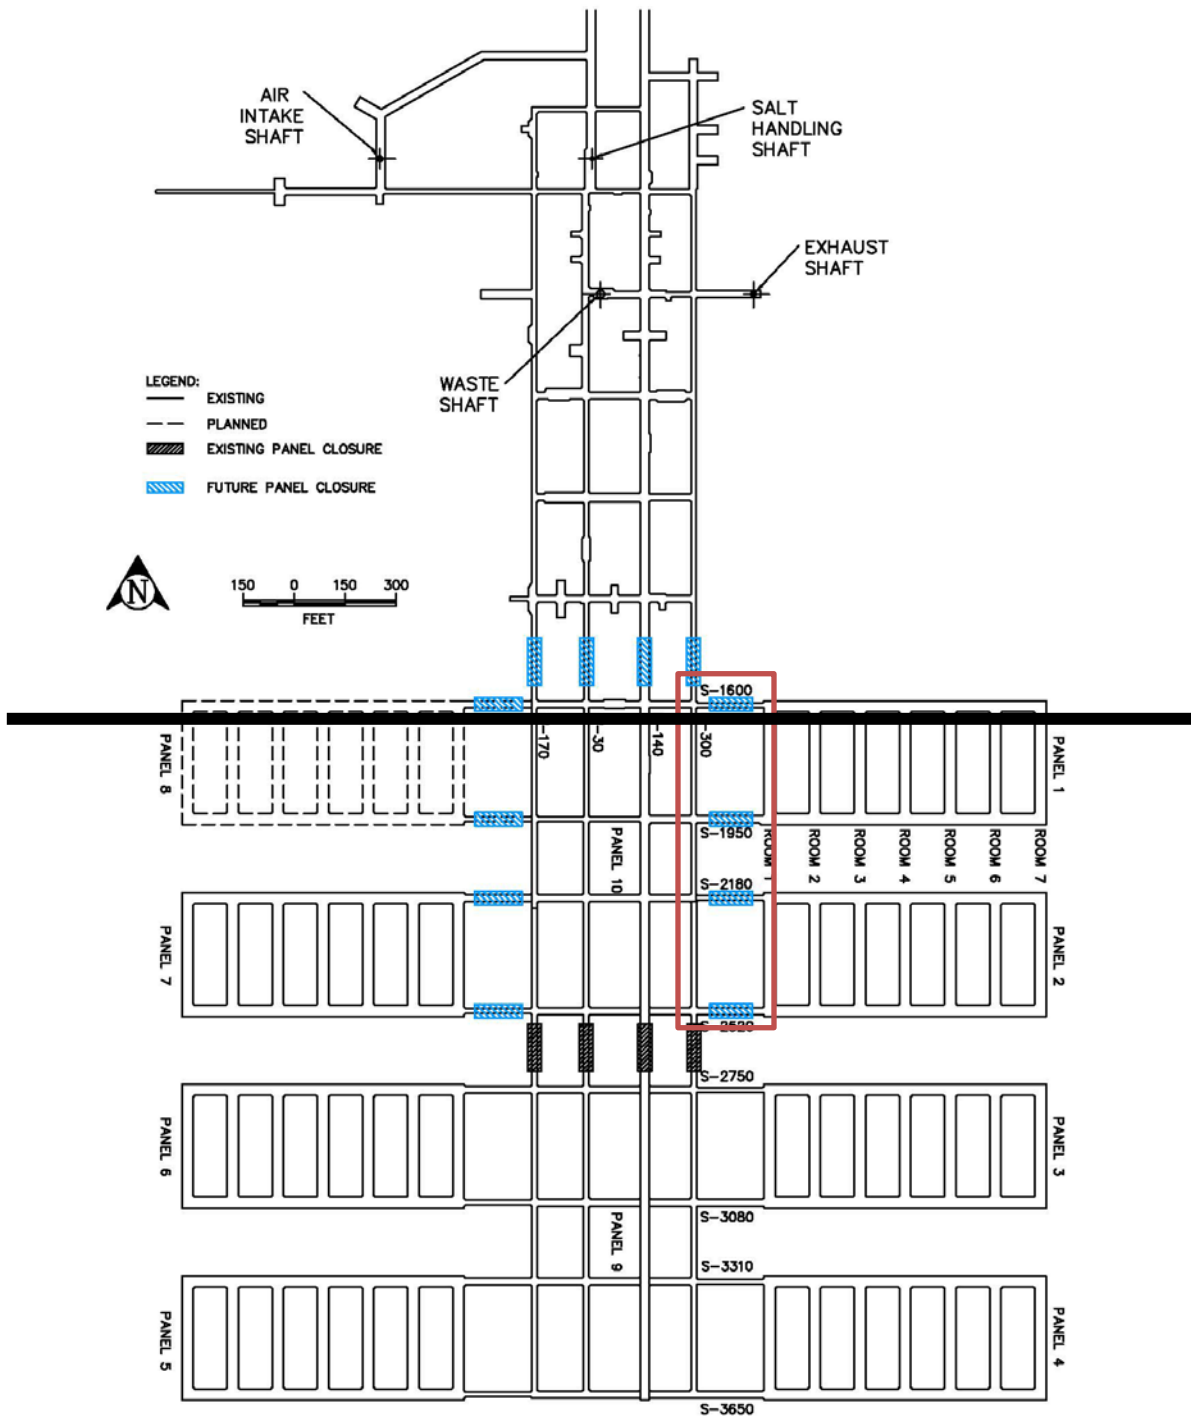 AIR
INTAKE
SHAFT
SALT
HANDLING
SHAFT
EXHAUST
SHAFT
WASTE
SHAFT
LEGEND:
EXISTING
PLANNED
EXISTING PANEL CLOSURE
FUTURE PANEL CLOSURE
N
150 0 150 300
FEET
S-1600
-170
-30
-140
-300
PANEL 8
PANEL 1
S-1950
PANEL 10
ROOM 1
ROOM 2
ROOM 3
ROOM 4
ROOM 5
ROOM 6
ROOM 7
S-2180
PANEL 7
PANEL 2
S-2520
S-2750
PANEL 6
PANEL 3
S-3080
PANEL 9
S-3310
PANEL 5
PANEL 4
S-3650